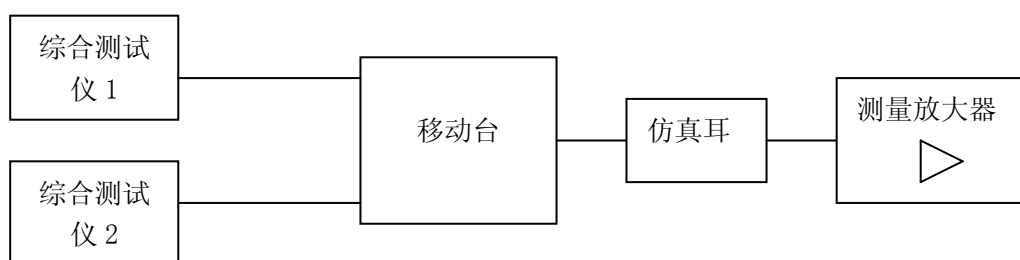 综合测试
仪 1
移动台
仿真耳
测量放大器
综合测试
仪 2